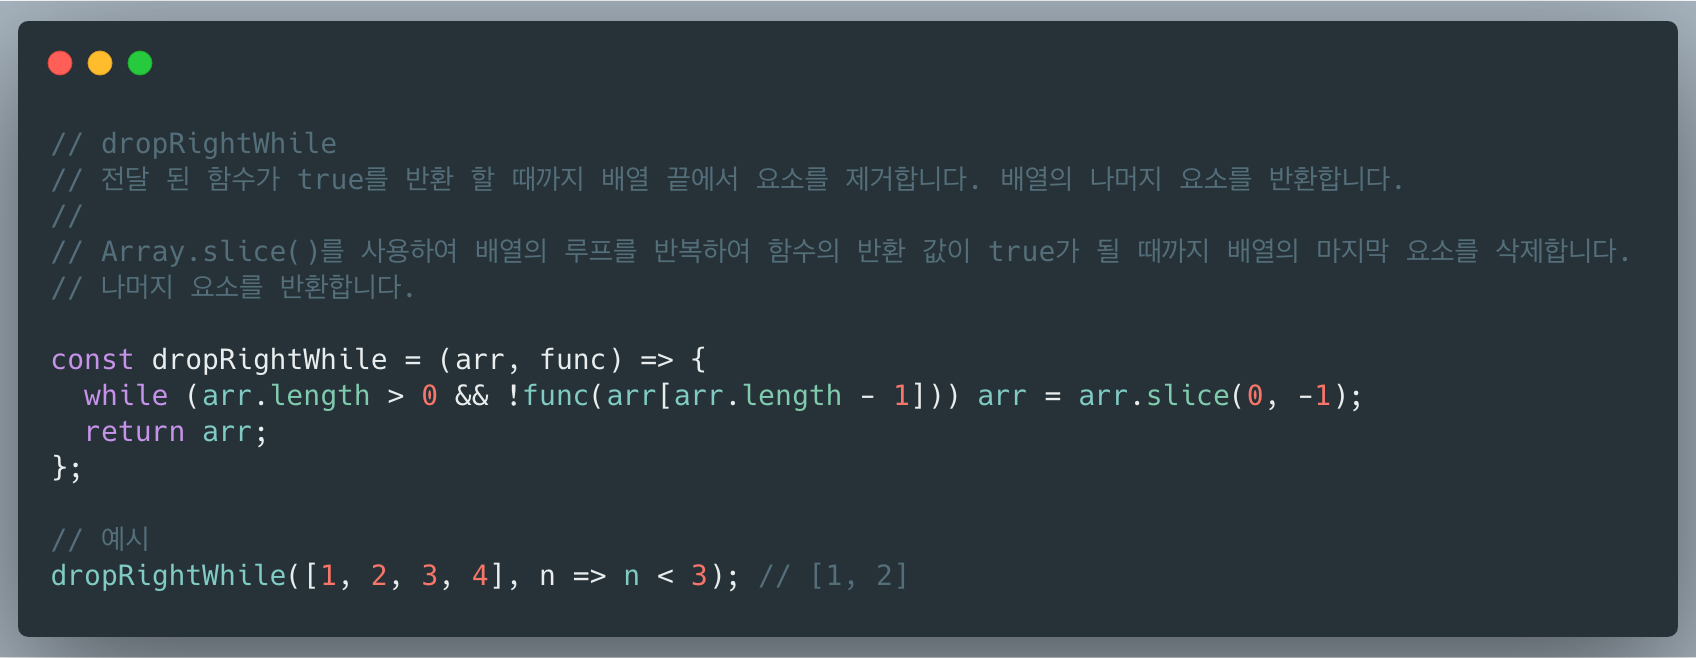 // dropRightWhile
// 전달 된 함수가 true를 반환 할 때까지 배열 끝에서 요소를 제거합니다. 배열의 나머지 요소를 반환합니다.
//
// Array.slice()를 사용하여 배열의 루프를 반복하여 함수의 반환 값이 true가 될 때까지 배열의 마지막 요소를 삭제합니다.
// 나머지 요소를 반환합니다.
const dropRightWhile = (arr, func) => {
  while (arr.length > 0 && !func(arr[arr.length - 1])) arr = arr.slice(0, -1);
  return arr;
};
// 예시
dropRightWhile([1, 2, 3, 4], n => n < 3); // [1, 2]